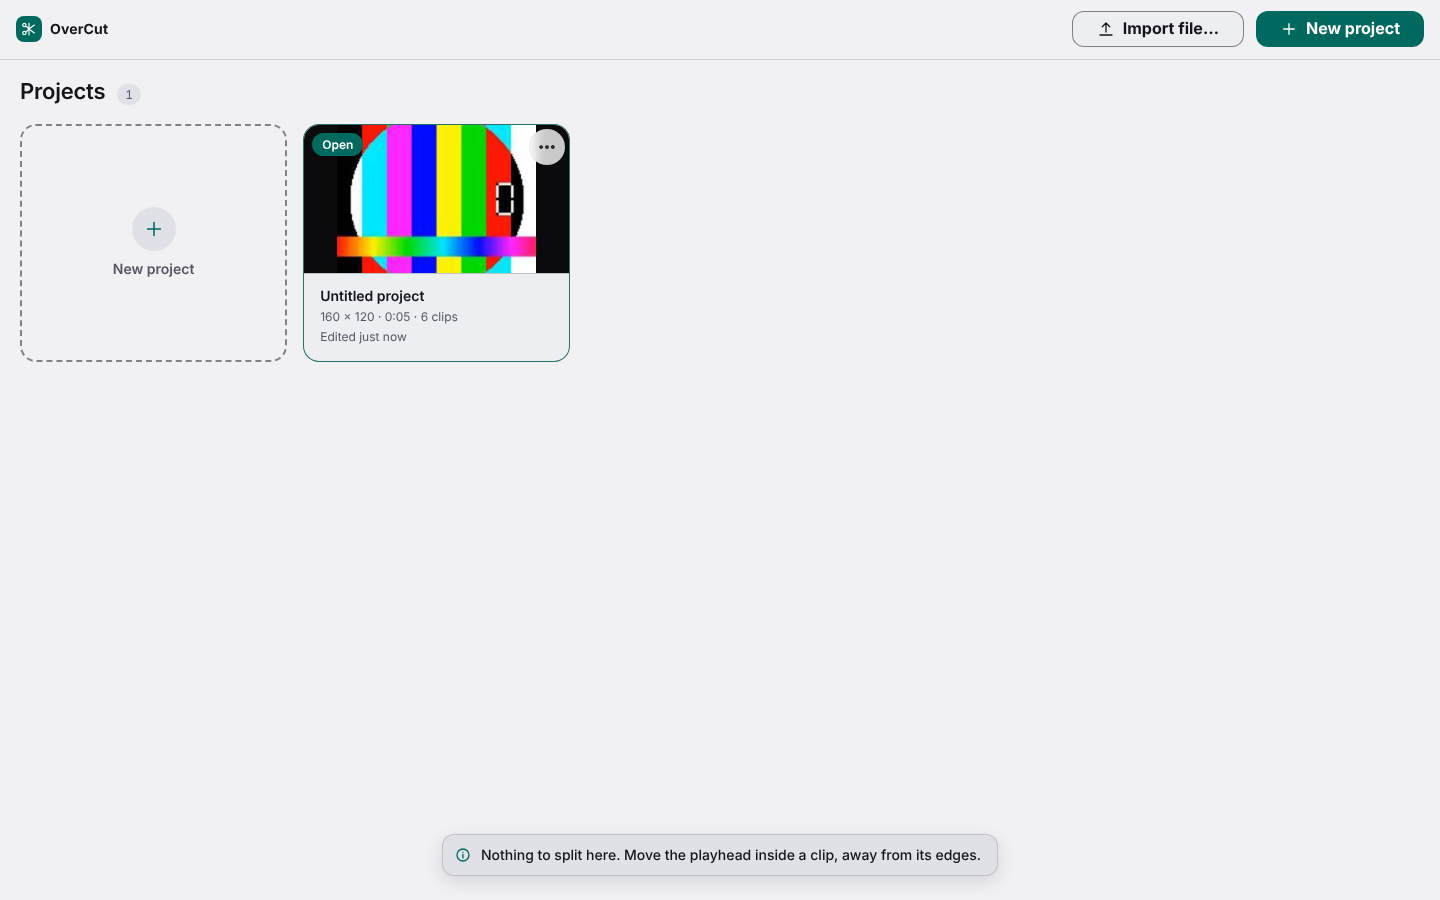 OverCut
Import file...
New project
Projects
1
New project
Open
Untitled project
160 × 120 · 0:05 · 6 clips
Edited just now
Nothing to split here. Move the playhead inside a clip, away from its edges.